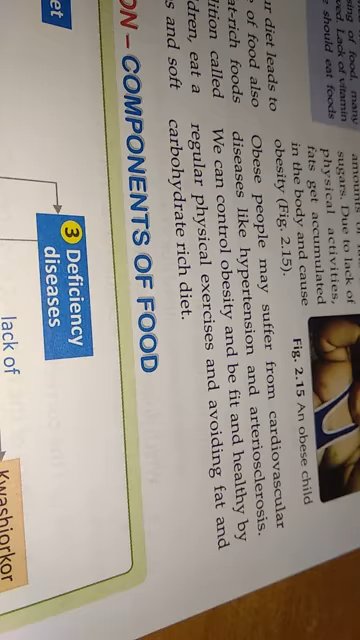 sing of food, many
ved. Lack of vitamin
should eat foods
r diet leads to
of food also
at-rich foods
dition called
dren, eat a
s and soft
sugars. Due to lack of
physical activities,
fats get accumulated
in the body and cause
obesity (Fig. 2.15).
Fig. 2.15 An obese child
Obese people may suffer from cardiovascular
diseases like hypertension and arteriosclerosis.
We can control obesity and be fit and healthy by
regular physical exercises and avoiding fat and
carbohydrate rich diet.
ON – COMPONENTS OF FOOD
et
3 Deficiency
diseases
lack of
Kwashiorkor